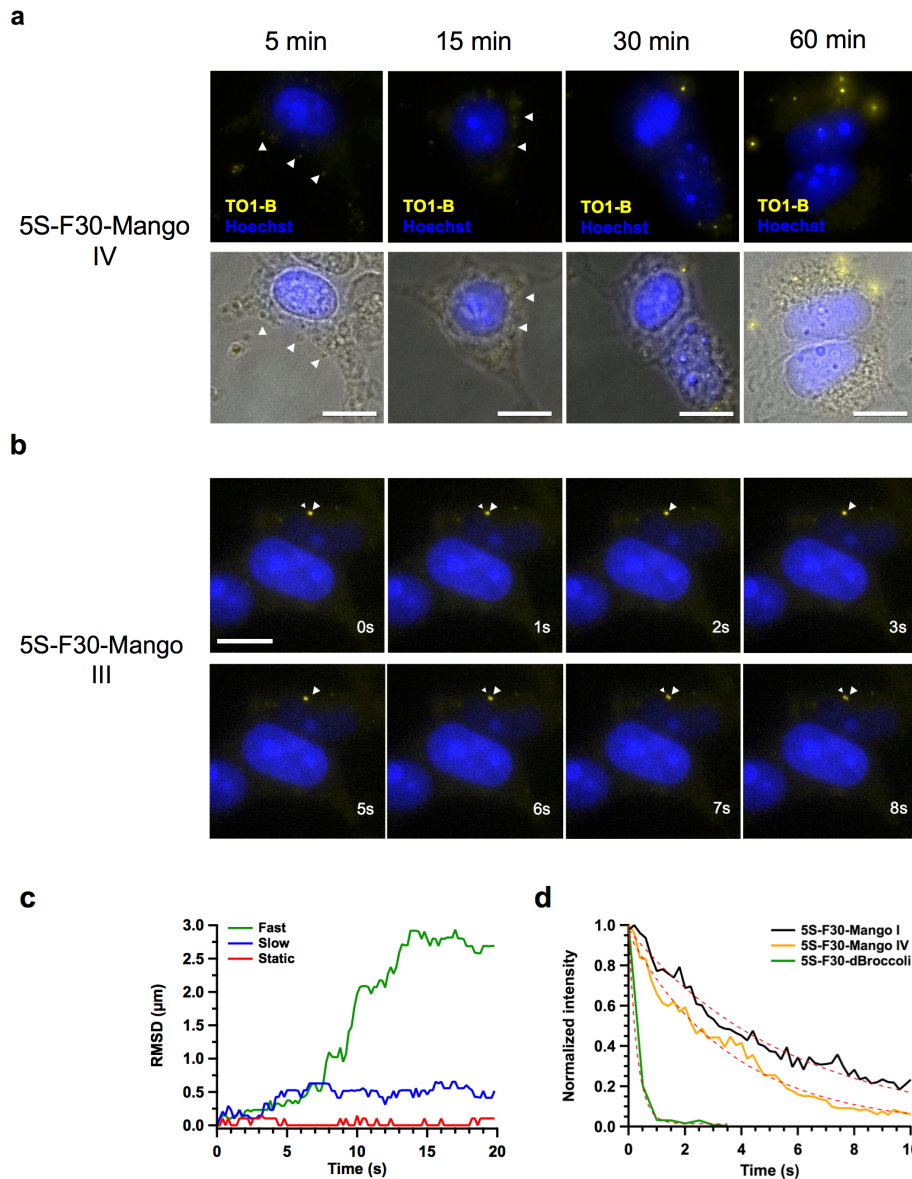 a
5 min
15 min
30 min
60 min
5S-F30-Mango
IV
TO1-B
Hoechst
TO1-B
Hoechst
TO1-B
Hoechst
TO1-B
Hoechst
b
5S-F30-Mango
III
0s
1s
2s
3s
5s
6s
7s
8s
c
RMSD (µm)
3.0
2.5
2.0
1.5
1.0
0.5
0.0
Fast
Slow
Static
0
5
10
15
20
Time (s)
d
Normalized intensity
1.0
0.8
0.6
0.4
0.2
0.0
5S-F30-Mango I
5S-F30-Mango IV
5S-F30-dBroccoli
0
2
4
6
8
10
Time (s)